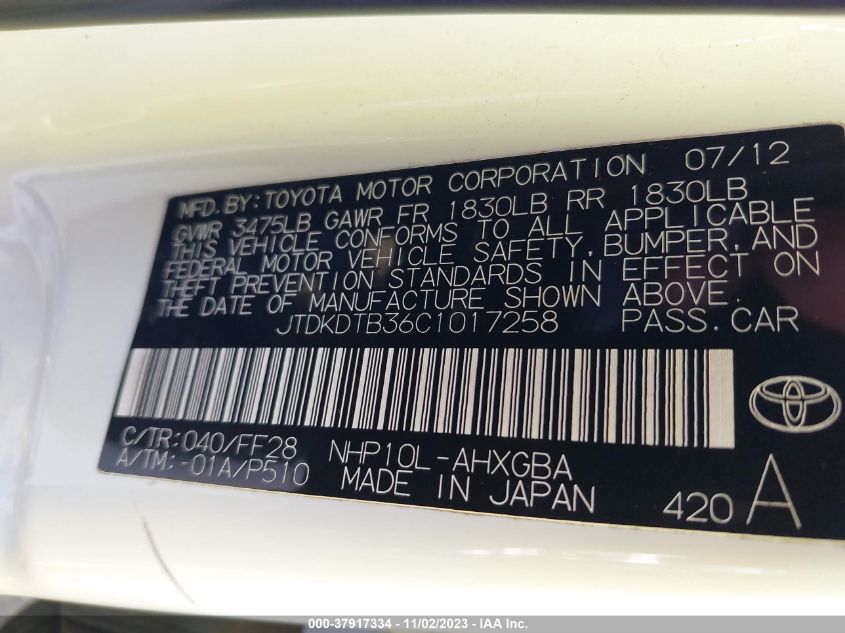 MFD. BY: TOYOTA MOTOR CORPORATION 07/12
GVWR 3475LB GAWR FR 1830LB RR 1830LB
THIS VEHICLE CONFORMS TO ALL APPLICABLE
FEDERAL MOTOR VEHICLE SAFETY, BUMPER, AND
THEFT PREVENTION STANDARDS IN EFFECT ON
THE DATE OF MANUFACTURE SHOWN ABOVE.
JTDKDTB36C1017258 PASS. CAR
C/TR: 040/FF28 NHP10L-AHXGBA
A/TM: -01A/P510 MADE IN JAPAN 420 A
000-37917334 - 11/02/2023 - IAA Inc.